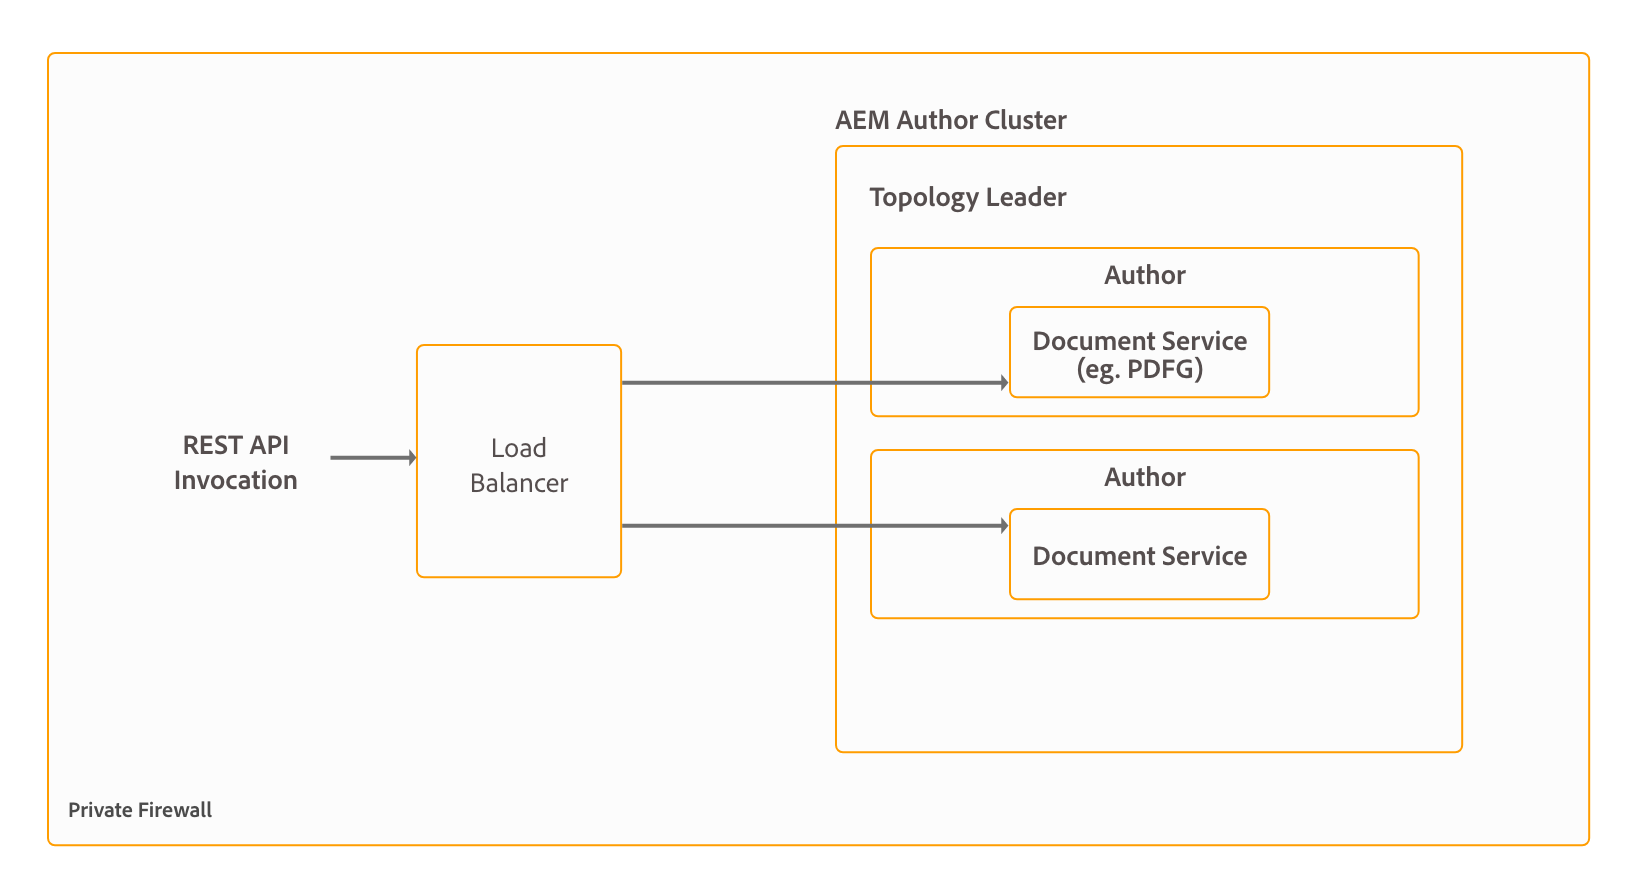 AEM Author Cluster
Topology Leader
Author
Document Service
(eg. PDFG)
REST API
Invocation
Load
Balancer
Author
Document Service
Private Firewall